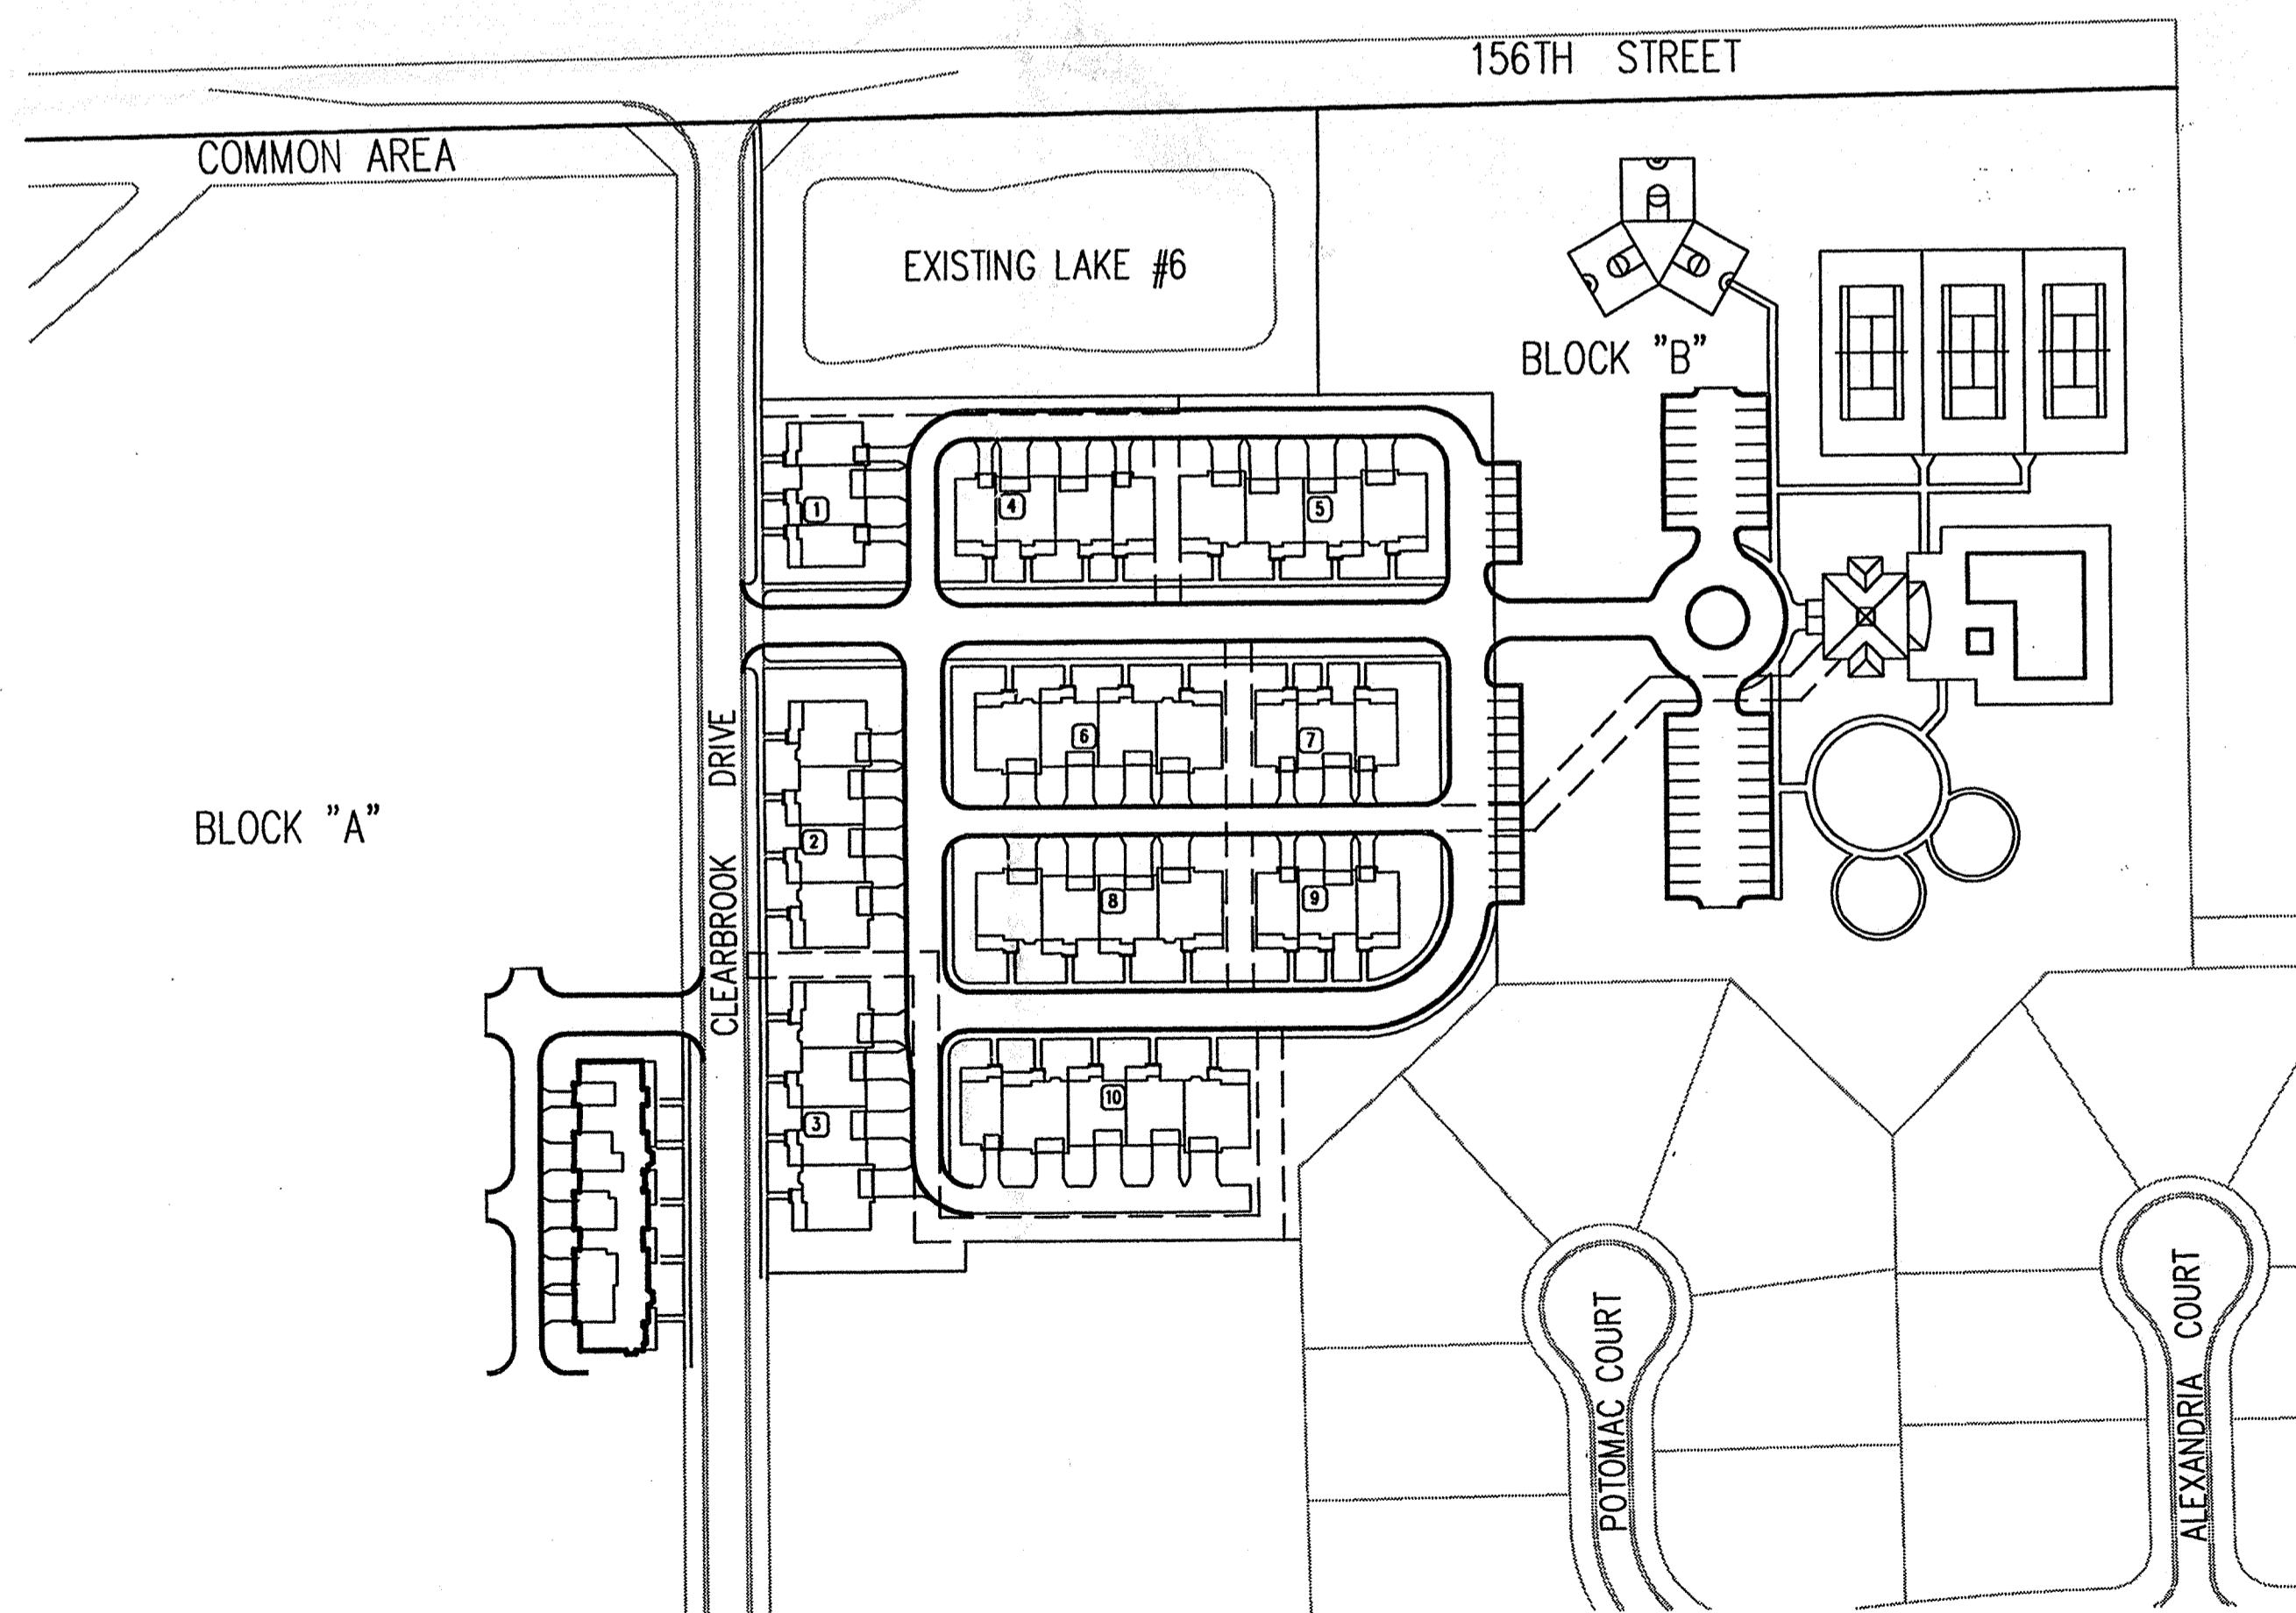 156TH STREET
COMMON AREA
EXISTING LAKE #6
BLOCK "B"
1
4
5
6
7
CLEARBROOK DRIVE
BLOCK "A"
2
8
9
3
10
POTOMAC COURT
ALEXANDRIA COURT